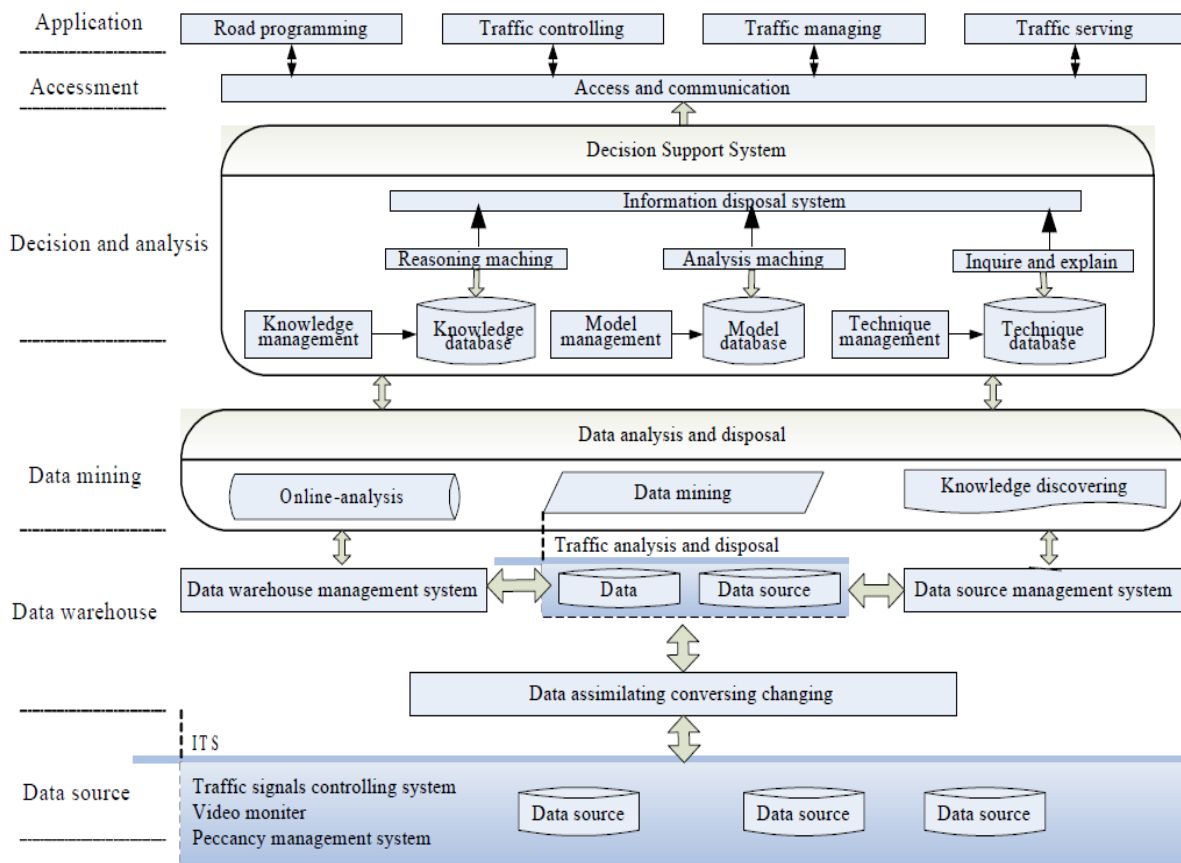 Application
Road programming
Traffic controlling
Traffic managing
Traffic serving
Accessment
Access and communication
Decision Support System
Information disposal system
Decision and analysis
Reasoning maching
Analysis maching
Inquire and explain
Knowledge
management
Knowledge
database
Model
management
Model
database
Technique
management
Technique
database
Data analysis and disposal
Data mining
Online-analysis
Data mining
Knowledge discovering
Traffic analysis and disposal
Data warehouse
Data warehouse management system
Data
Data source
Data source management system
Data assimilating conversing changing
ITS
Data source
Traffic signals controlling system
Video moniter
Peccancy management system
Data source
Data source
Data source